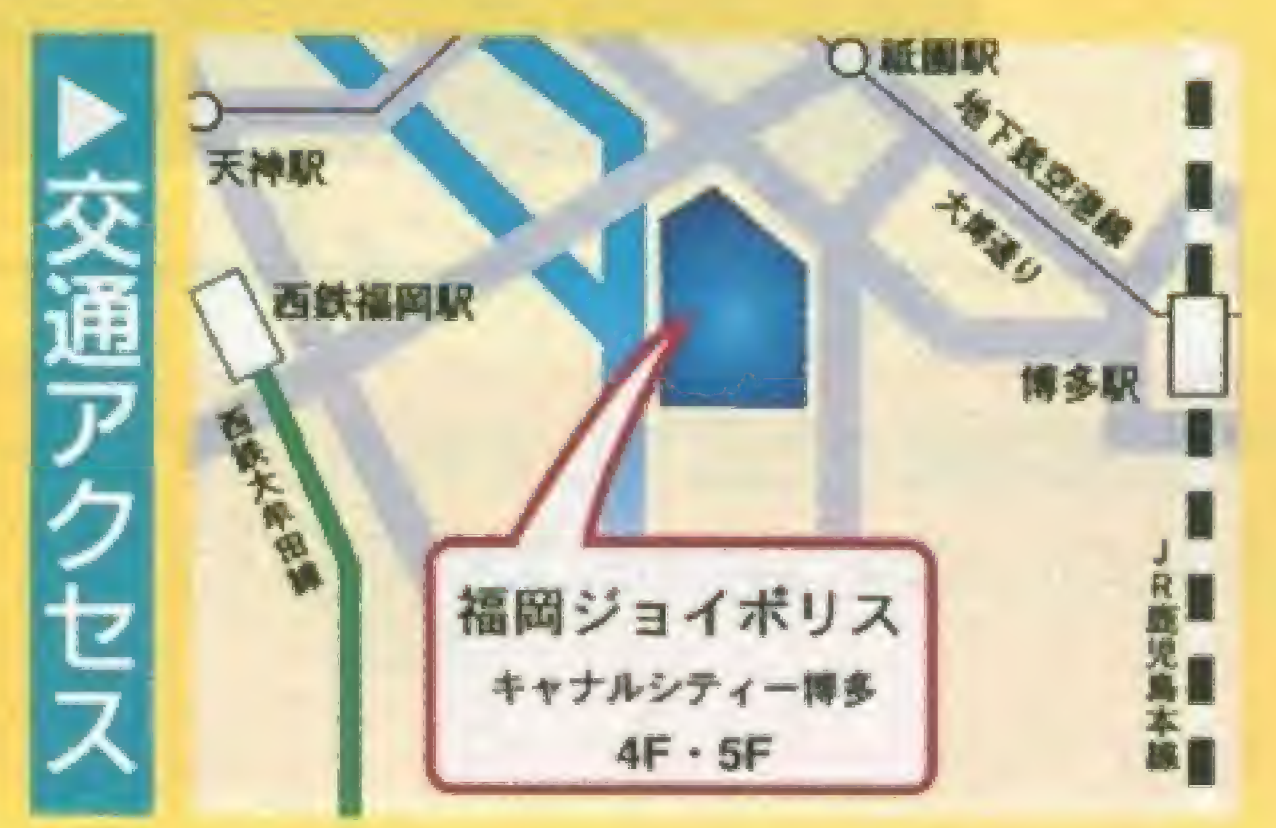 ▶交通アクセス
祇園駅
地下鉄空港線
大博通り
天神駅
西鉄福岡駅
西鉄大牟田線
博多駅
JR鹿児島本線
福岡ジョイポリス
キャナルシティー博多
4F・5F